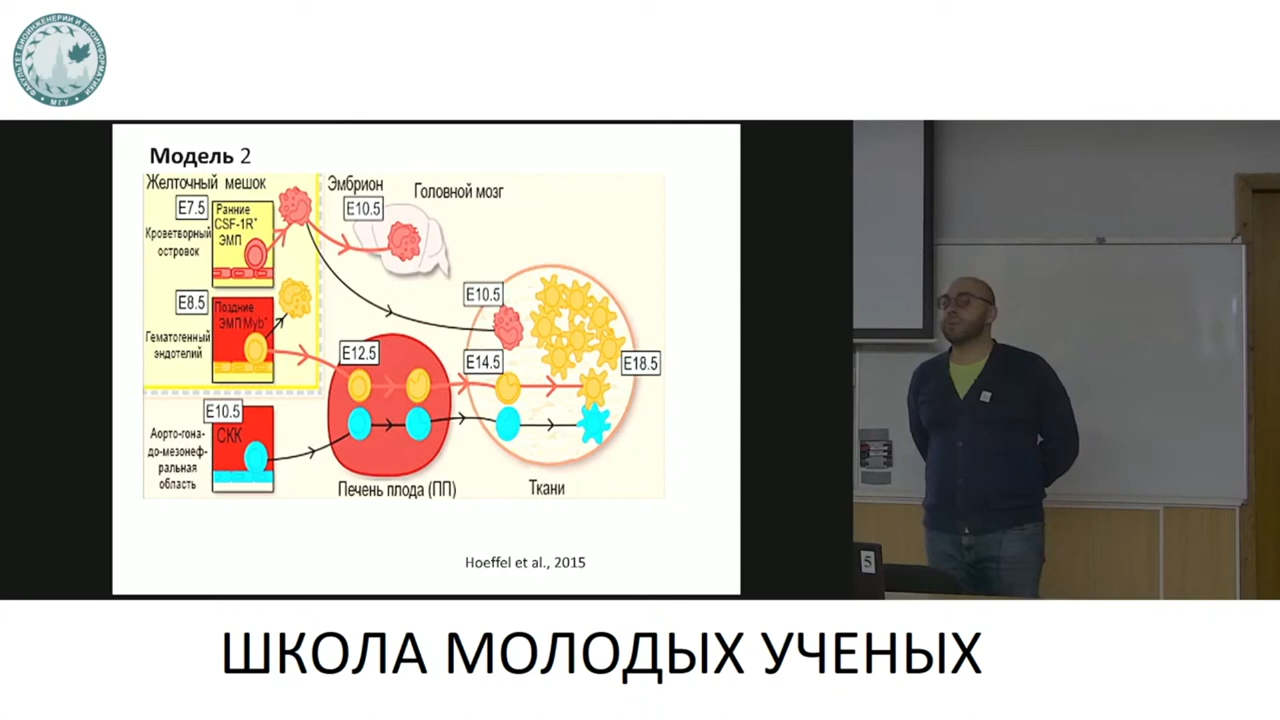 ФАКУЛЬТЕТ БИОИНЖЕНЕРИИ И БИОИНФОРМАТИКИ
МГУ
Модель 2
Желточный мешок
Эмбрион
Головной мозг
E7.5
Ранние
CSF-1R+
ЭМП
E10.5
Кроветворный
островок
E8.5
Поздние
ЭМП Myb+
E10.5
Гематогенный
эндотелий
E12.5
E14.5
E18.5
E10.5
СКК
Аорто-гона-
до-мезонеф-
ральная
область
Печень плода (ПП)
Ткани
Hoeffel et al., 2015
5
ШКОЛА МОЛОДЫХ УЧЕНЫХ